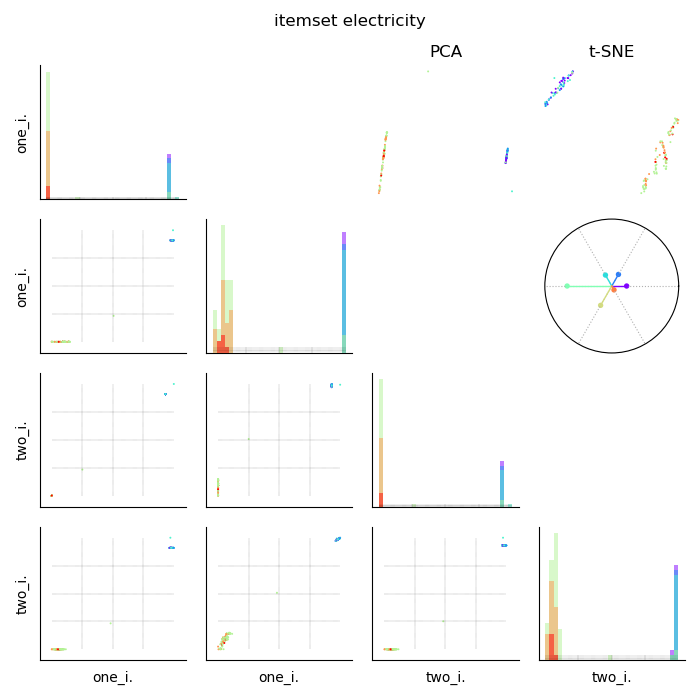 itemset electricity
PCA
t-SNE
one_i.
one_i.
two_i.
two_i.
one_i.
one_i.
two_i.
two_i.